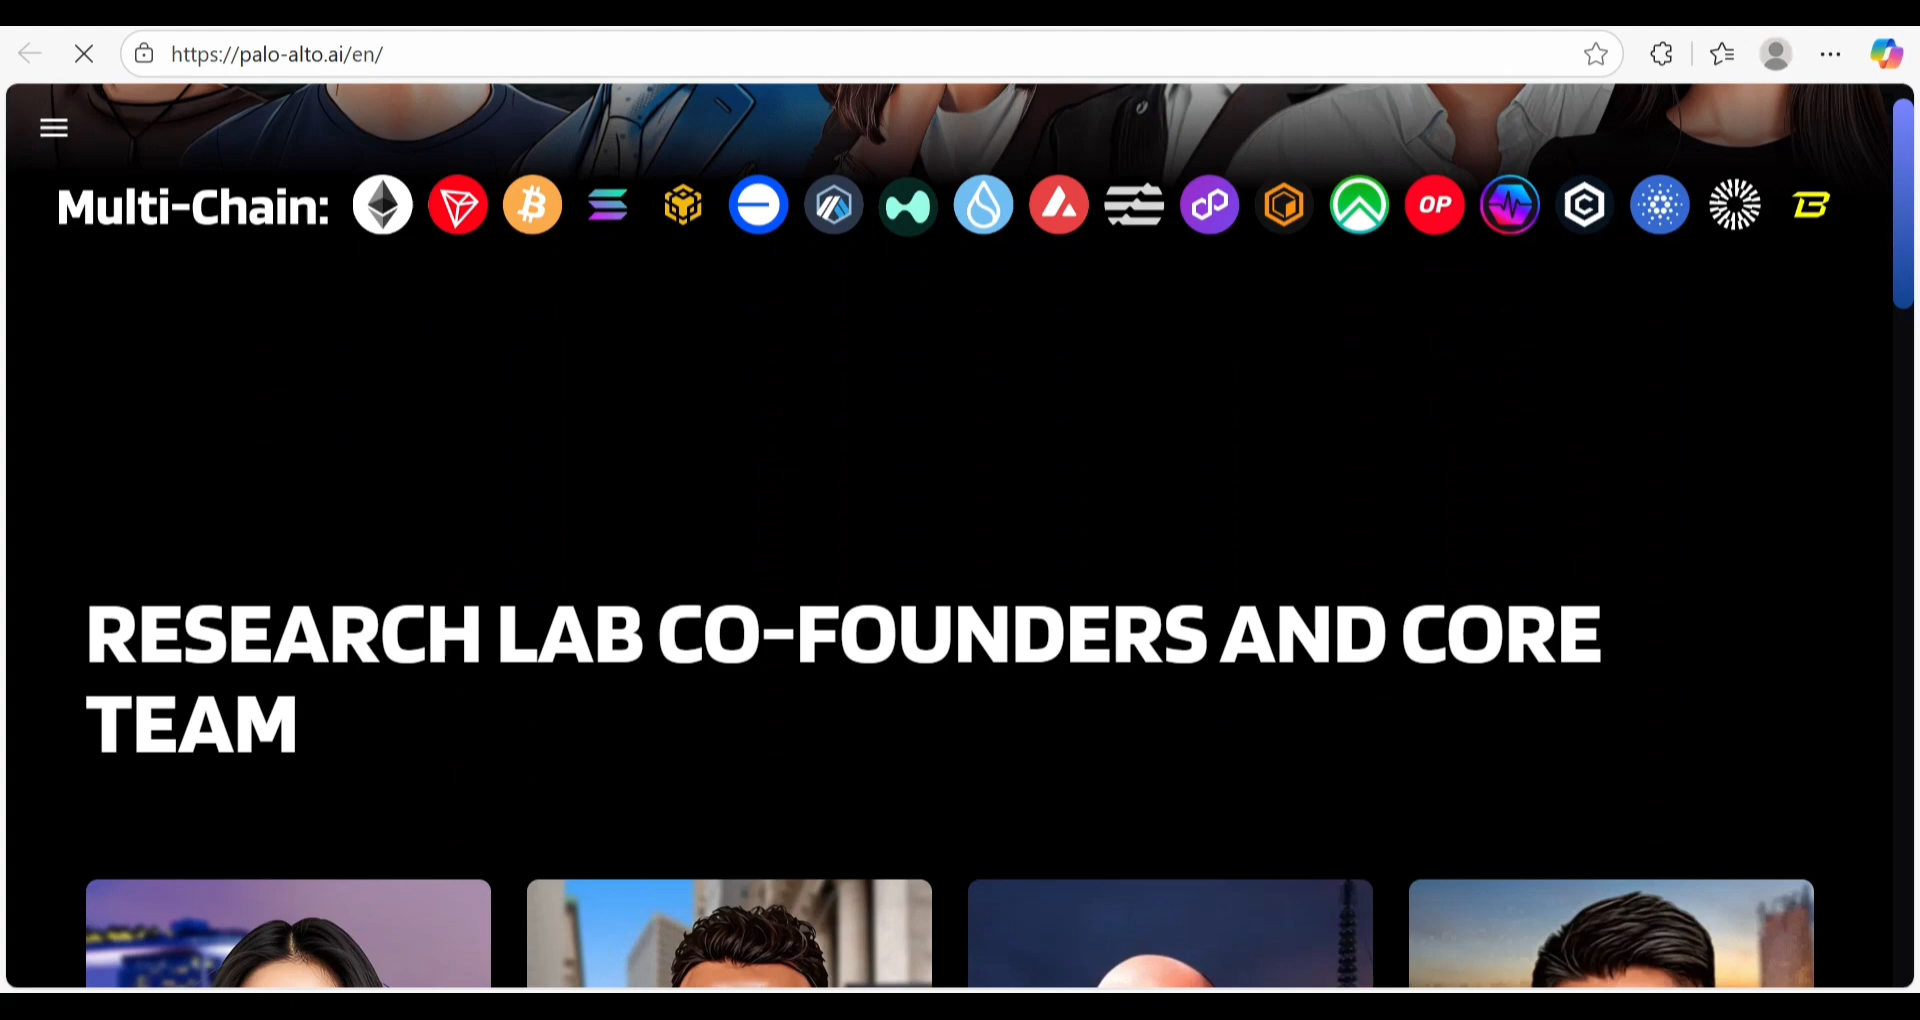 https://palo-alto.ai/en/
Multi-Chain:
OP
RESEARCH LAB CO-FOUNDERS AND CORE
TEAM